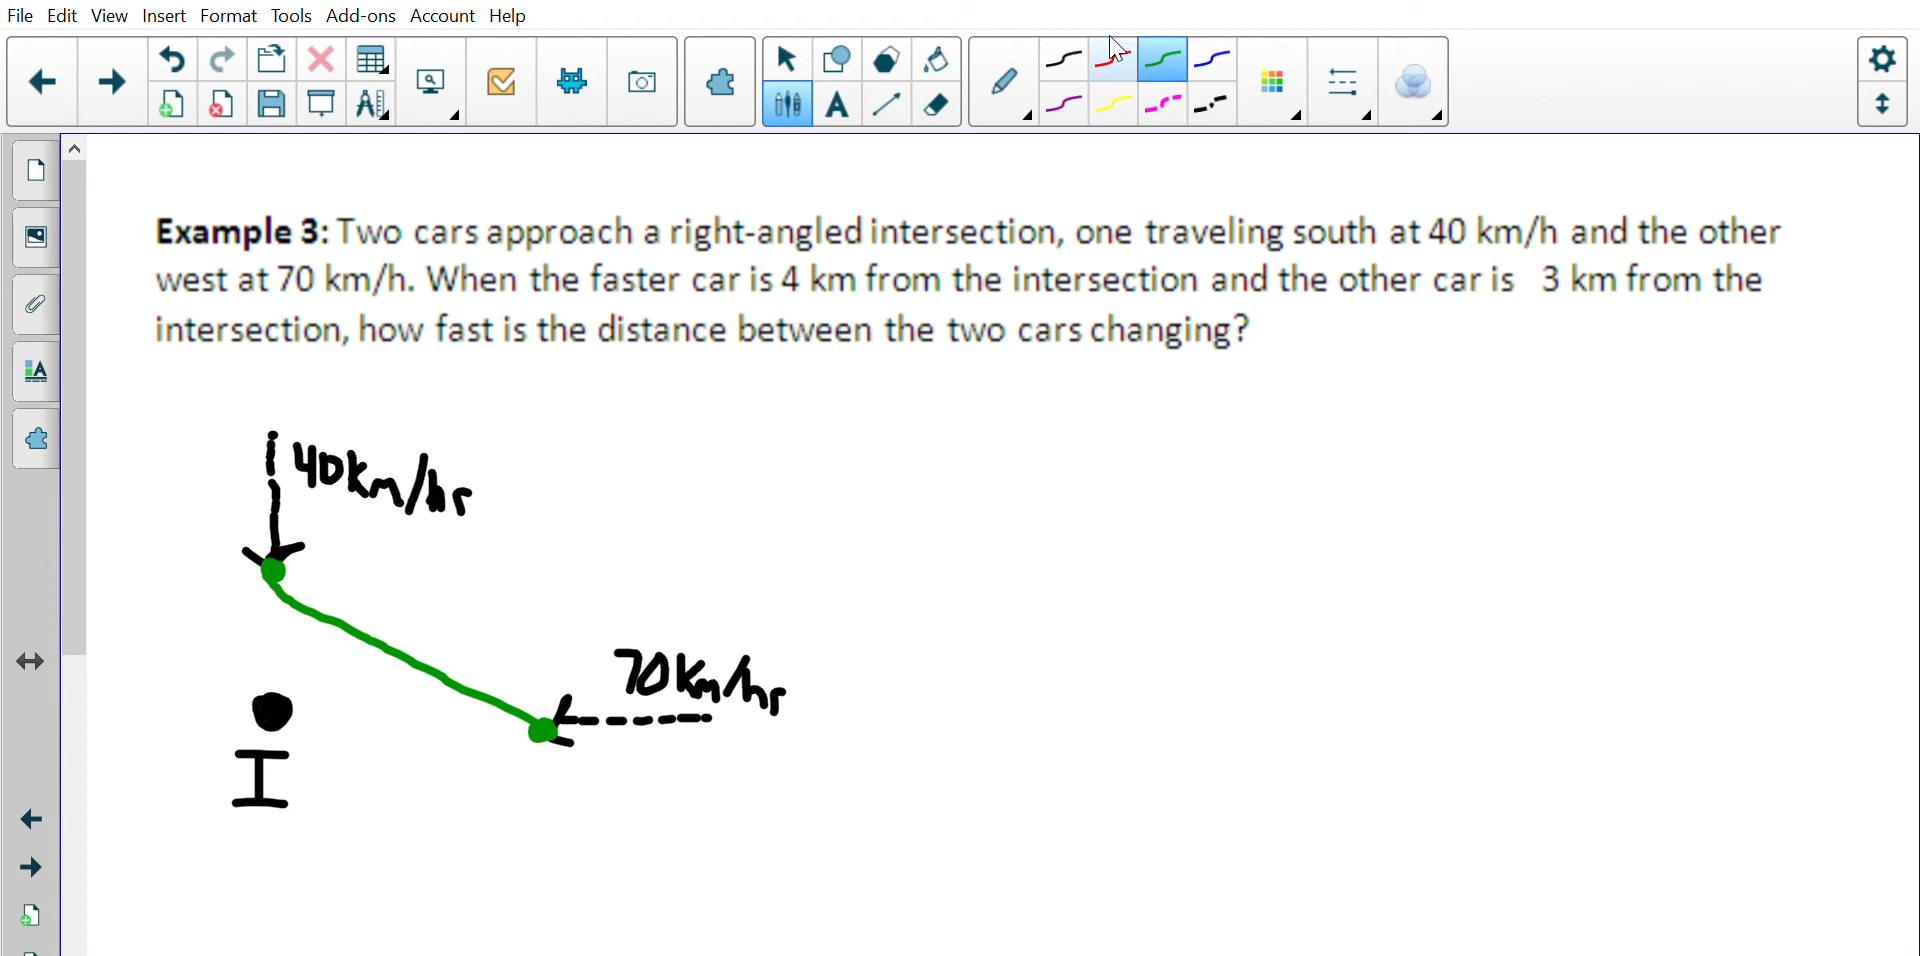 File Edit View Insert Format Tools Add-ons Account Help
Example 3: Two cars approach a right-angled intersection, one traveling south at 40 km/h and the other
west at 70 km/h. When the faster car is 4 km from the intersection and the other car is 3 km from the
intersection, how fast is the distance between the two cars changing?
40km/hr
70km/hr
I